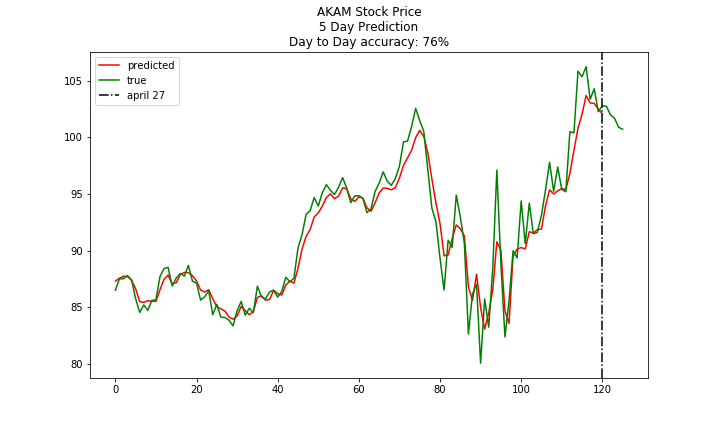 AKAM Stock Price
5 Day Prediction
Day to Day accuracy: 76%
predicted
true
april 27
105
100
95
90
85
80
0
20
40
60
80
100
120